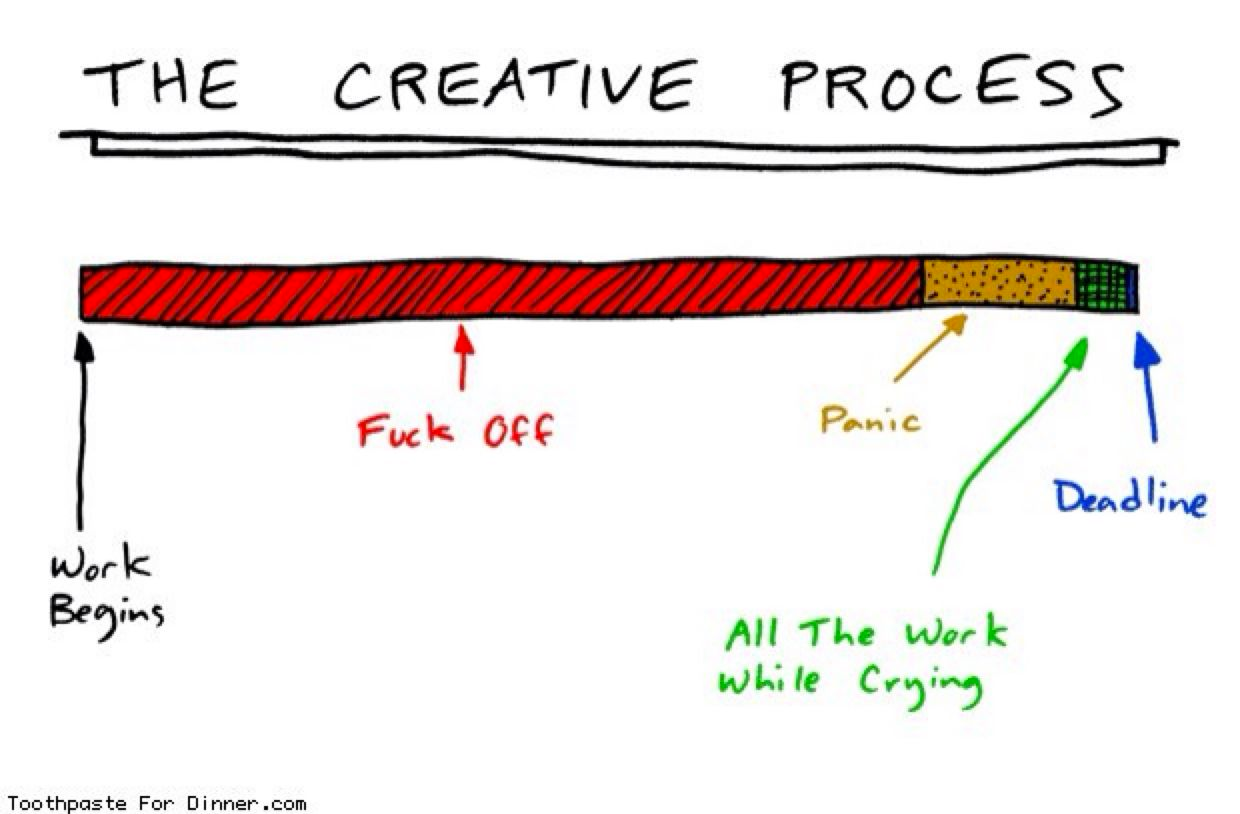 THE CREATIVE PROCESS
Fuck Off
Panic
Deadline
Work
Begins
All The Work
While Crying
Toothpaste For Dinner.com